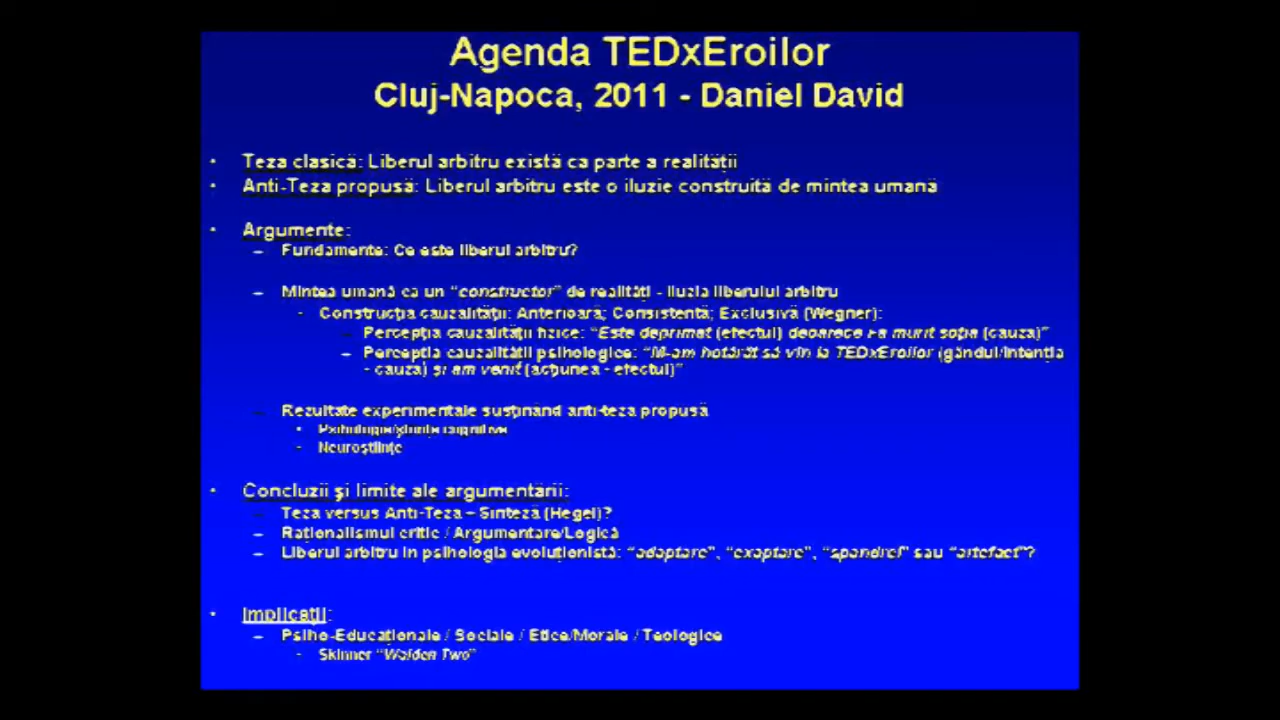 Agenda TEDxEroilor
Cluj-Napoca, 2011 - Daniel David
• Teza clasică: Liberul arbitru există ca parte a realității
• Anti-Teza propusă: Liberul arbitru este o iluzie construită de mintea umană
• Argumente:
– Fundamente: Ce este liberul arbitru?
– Mintea umană ca un "constructor" de realități - iluzia liberului arbitru
• Construcția cauzalității: Anterioară; Consistentă; Exclusivă (Wegner):
– Percepția cauzalității fizice: "Este deprimat (efectul) deoarece i-a murit soția (cauza)"
– Percepția cauzalității psihologice: "M-am hotărât să vin la TEDxEroilor (gândul/intenția
- cauza) și am venit (acțiunea - efectul)"
– Rezultate experimentale susținând anti-teza propusă
• Psihologie/științe cognitive
• Neuroștiințe
• Concluzii şi limite ale argumentării:
– Teza versus Anti-Teza – Sinteză (Hegel)?
– Raționalismul critic / Argumentare/Logică
– Liberul arbitru in psihologia evoluționistă: "adaptare", "exaptare", "spandrel" sau "artefact"?
• Implicații:
– Psiho-Educaționale / Sociale / Etice/Morale / Teologice
• Skinner "Walden Two"